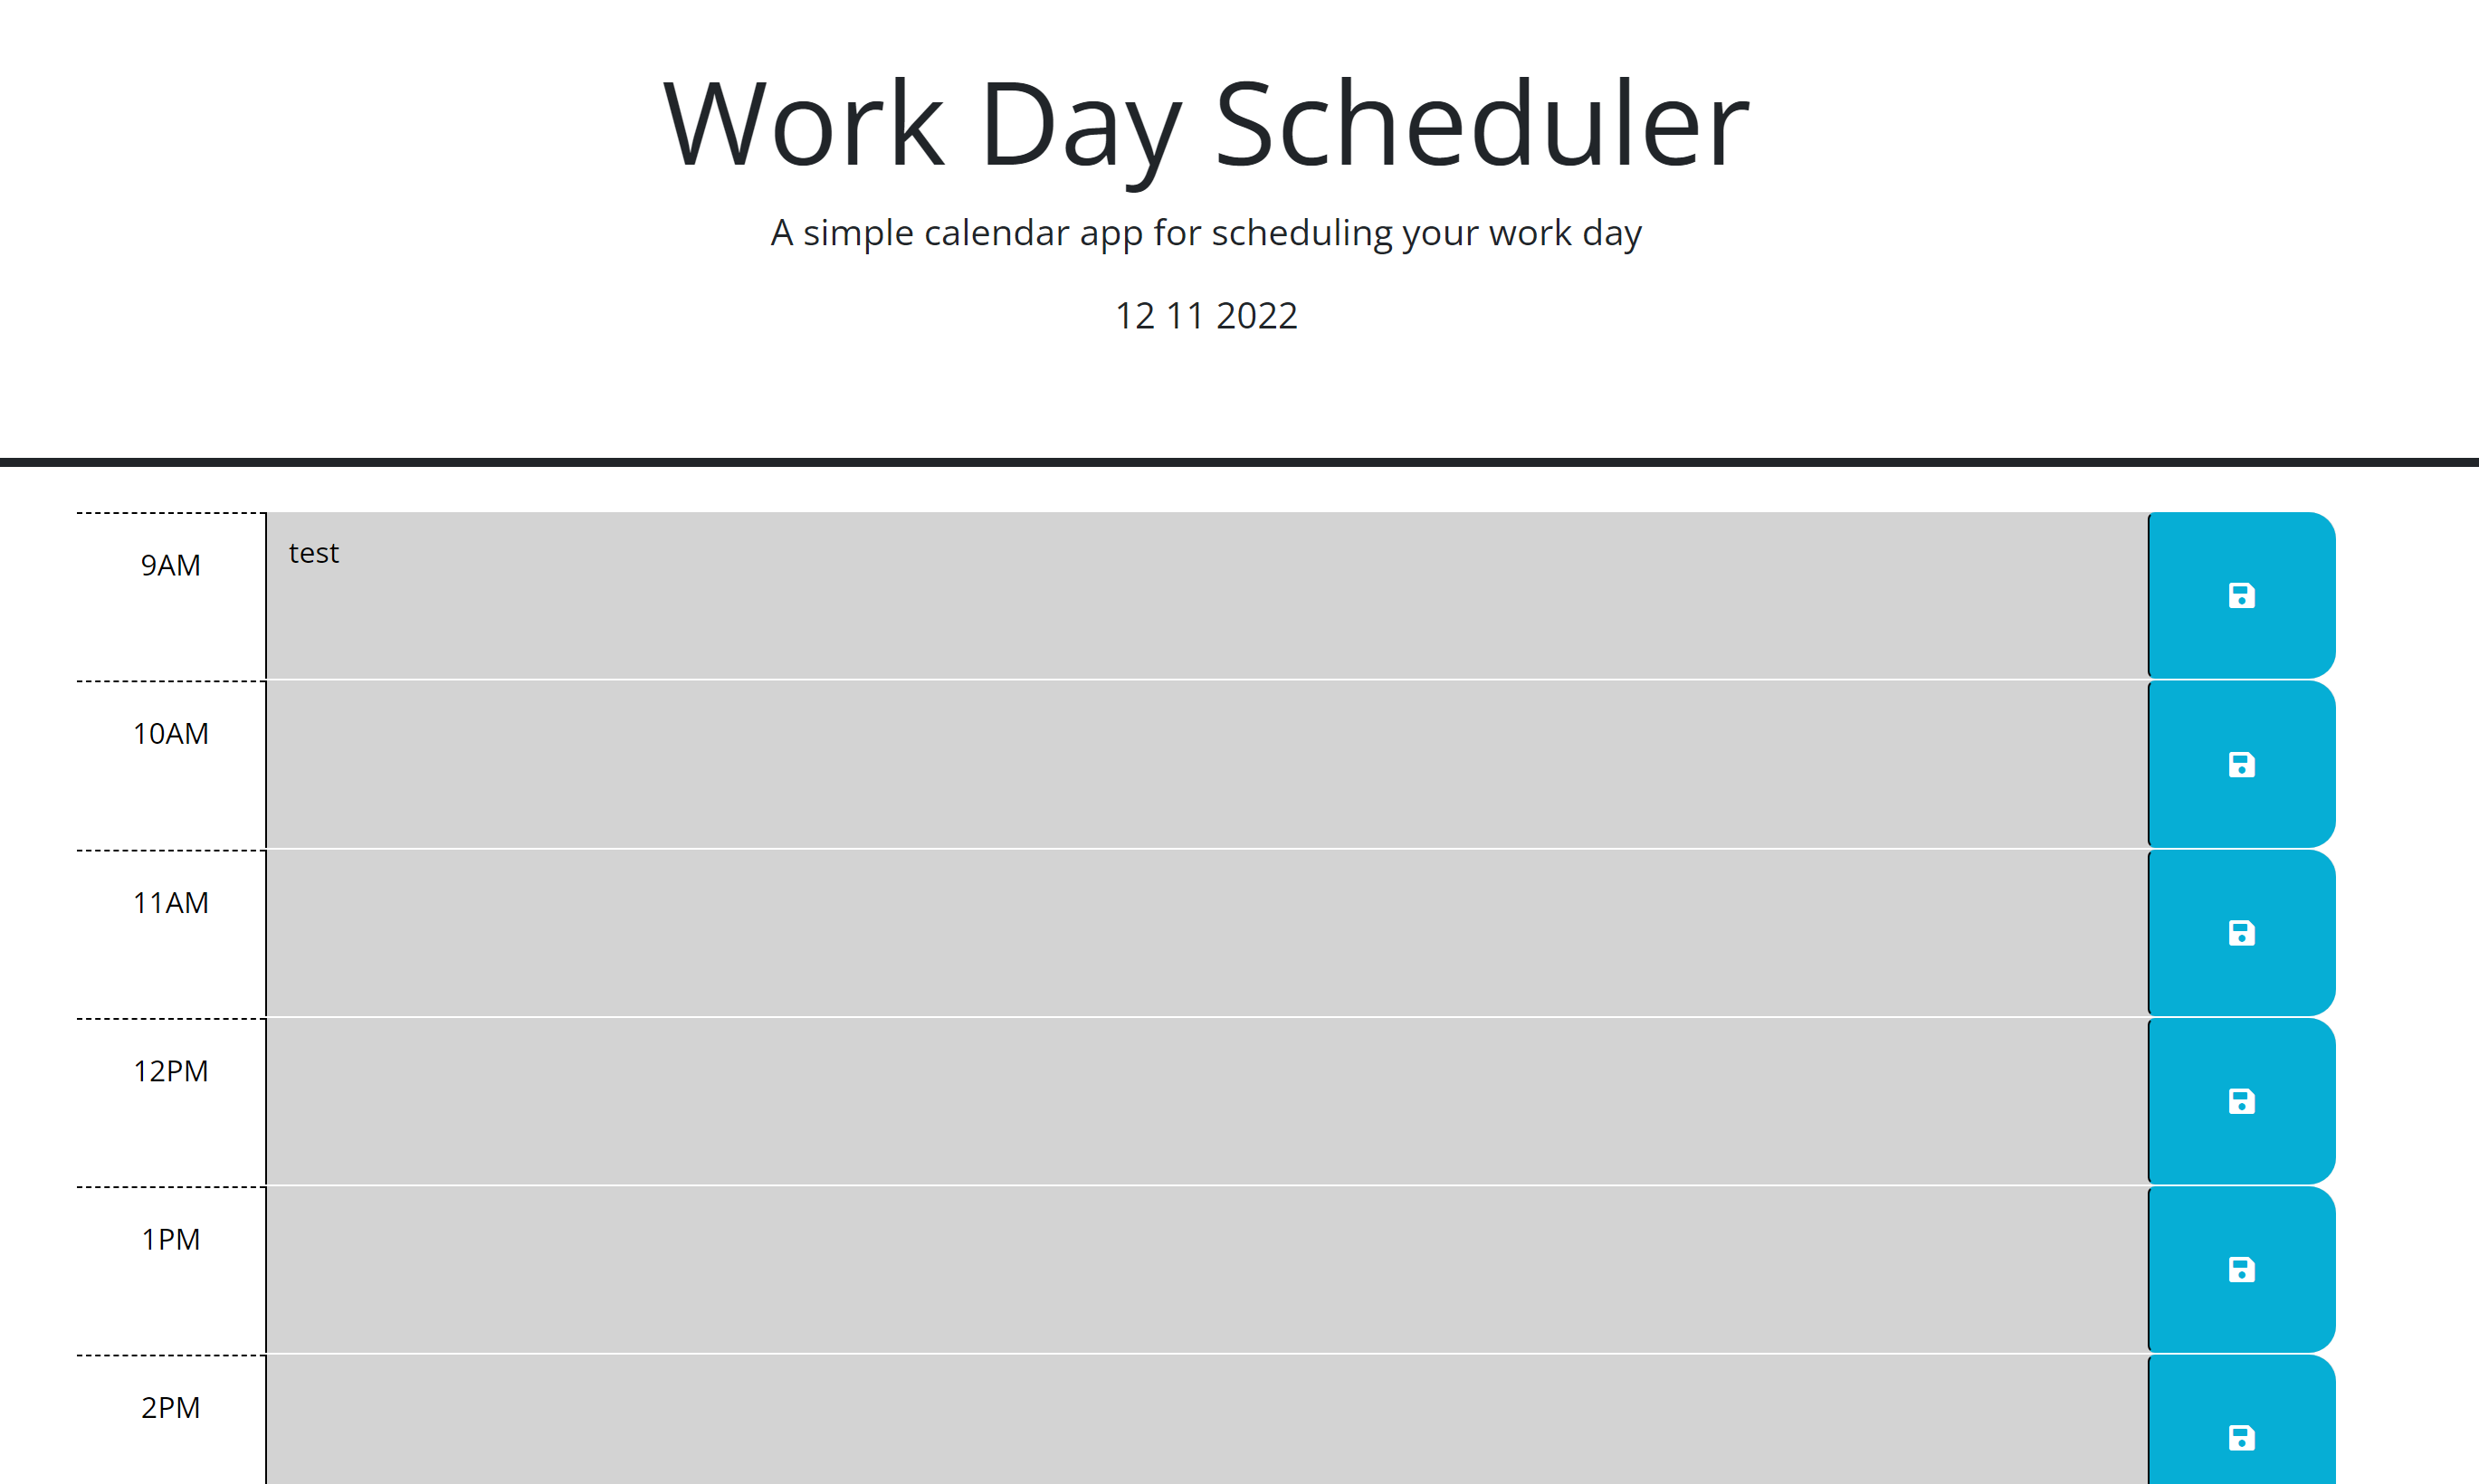 Work Day Scheduler
A simple calendar app for scheduling your work day
12 11 2022
9AM
test
10AM
11AM
12PM
1PM
2PM